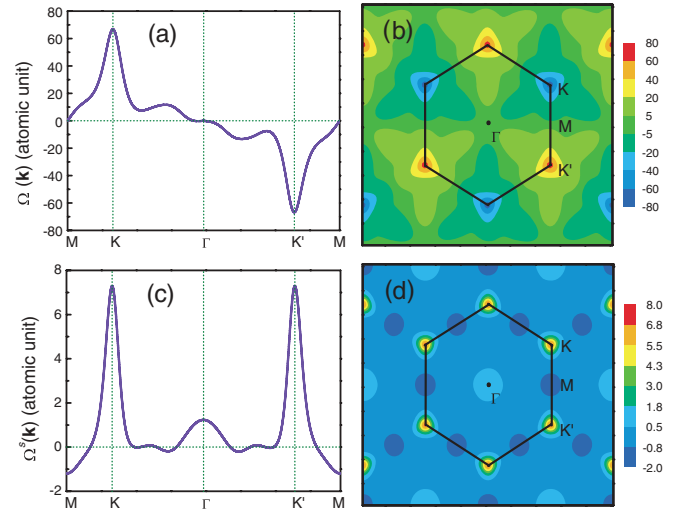 80
60
40
20
0
-20
-40
-60
-80
Ω (k) (atomic unit)
(a)
M K Γ K' M
(b)
K
M
Γ
K'
80
60
40
20
5
-5
-20
-40
-60
-80
8
6
4
2
0
-2
Ωˢ(k) (atomic unit)
(c)
M K Γ K' M
(d)
K
M
Γ
K'
8.0
6.8
5.5
4.3
3.0
1.8
0.5
-0.8
-2.0